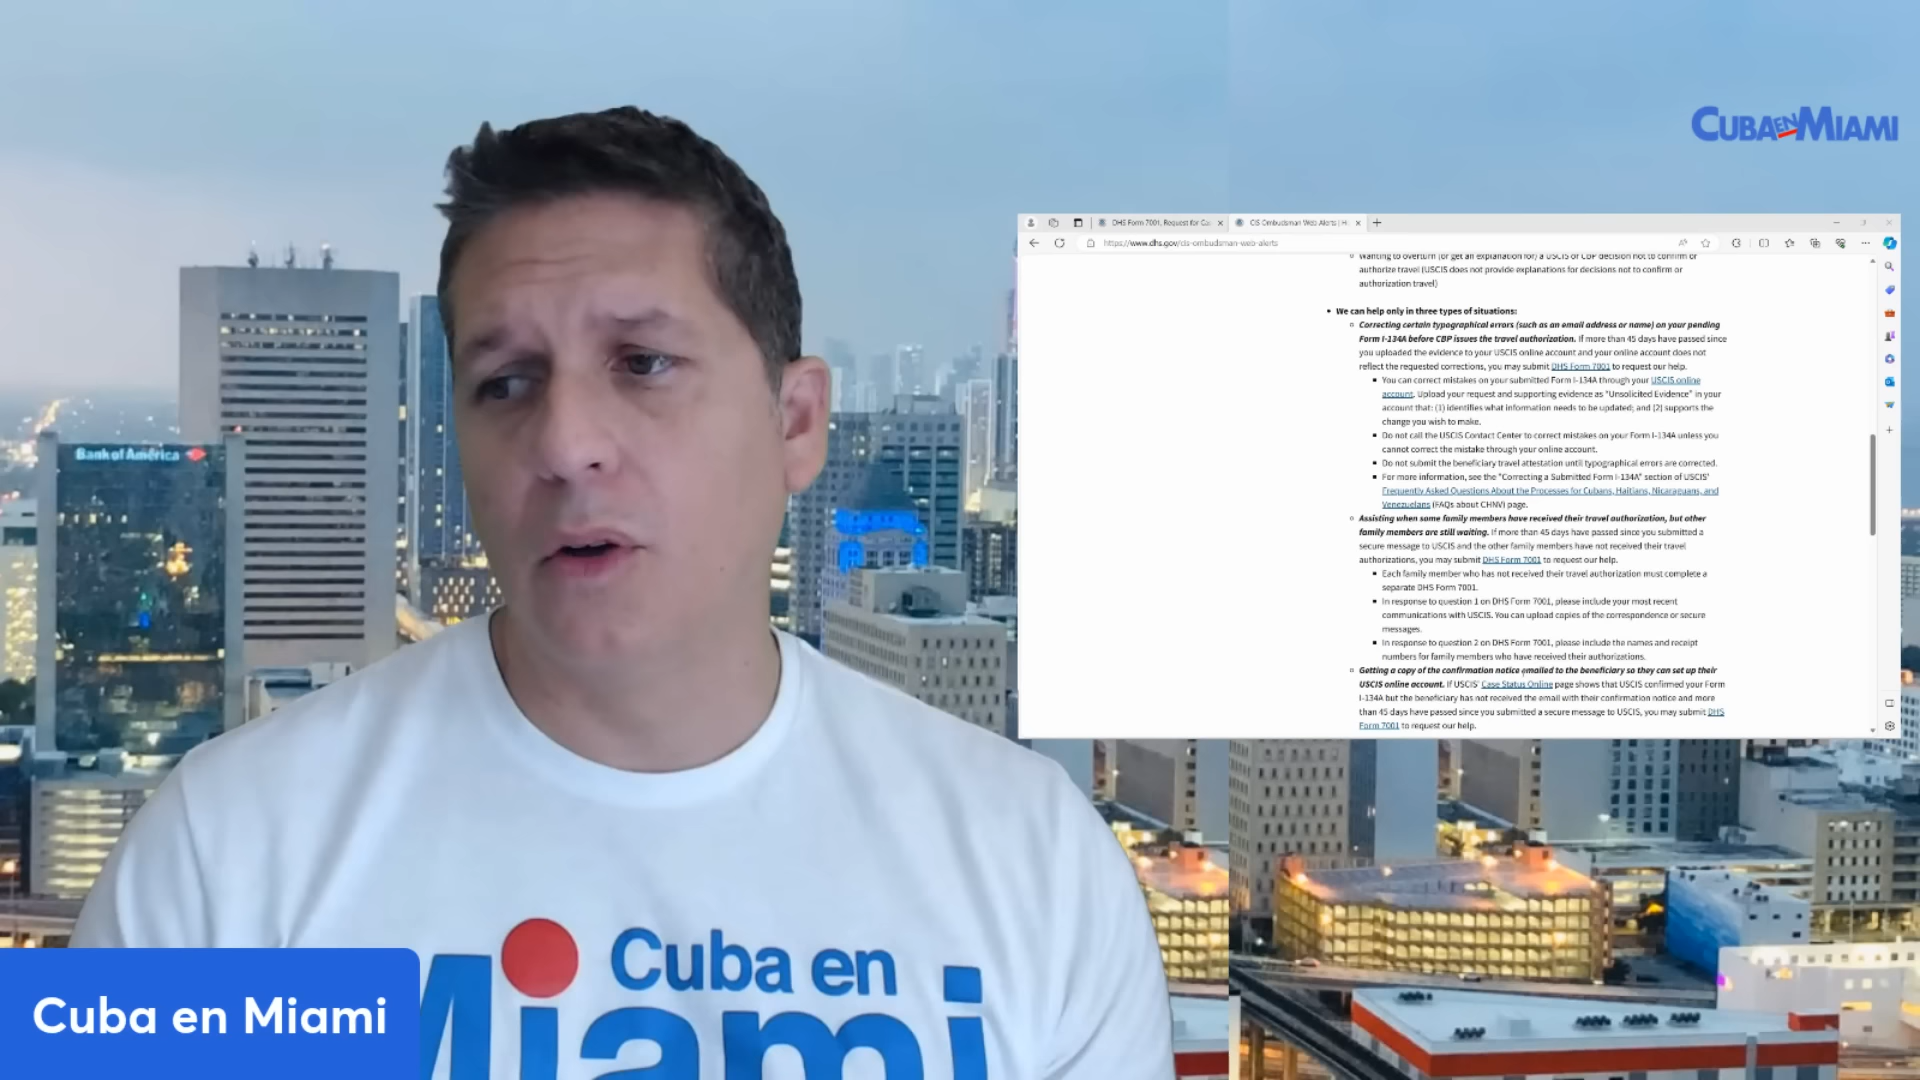 CUBA EN MIAMI
DHS Form 7001, Request for Ca
CIS Ombudsman Web Alerts | H
https://www.dhs.gov/cis-ombudsman-web-alerts
Wanting to overturn (or get an explanation for) a USCIS or CBP decision not to confirm or
authorize travel (USCIS does not provide explanations for decisions not to confirm or
authorization travel)
We can help only in three types of situations:
Correcting certain typographical errors (such as an email address or name) on your pending
Form I-134A before CBP issues the travel authorization. If more than 45 days have passed since
you uploaded the evidence to your USCIS online account and your online account does not
reflect the requested corrections, you may submit DHS Form 7001 to request our help.
You can correct mistakes on your submitted Form I-134A through your USCIS online
account. Upload your request and supporting evidence as "Unsolicited Evidence" in your
account that: (1) identifies what information needs to be updated; and (2) supports the
change you wish to make.
Do not call the USCIS Contact Center to correct mistakes on your Form I-134A unless you
cannot correct the mistake through your online account.
Do not submit the beneficiary travel attestation until typographical errors are corrected.
For more information, see the "Correcting a Submitted Form I-134A" section of USCIS'
Frequently Asked Questions About the Processes for Cubans, Haitians, Nicaraguans, and
Venezuelans (FAQs about CHNV) page.
Assisting when some family members have received their travel authorization, but other
family members are still waiting. If more than 45 days have passed since you submitted a
secure message to USCIS and the other family members have not received their travel
authorizations, you may submit DHS Form 7001 to request our help.
Each family member who has not received their travel authorization must complete a
separate DHS Form 7001.
In response to question 1 on DHS Form 7001, please include your most recent
communications with USCIS. You can upload copies of the correspondence or secure
messages.
In response to question 2 on DHS Form 7001, please include the names and receipt
numbers for family members who have received their authorizations.
Getting a copy of the confirmation notice emailed to the beneficiary so they can set up their
USCIS online account. If USCIS' Case Status Online page shows that USCIS confirmed your Form
I-134A but the beneficiary has not received the email with their confirmation notice and more
than 45 days have passed since you submitted a secure message to USCIS, you may submit DHS
Form 7001 to request our help.
Bank of America
Cuba en
Miami
Cuba en Miami